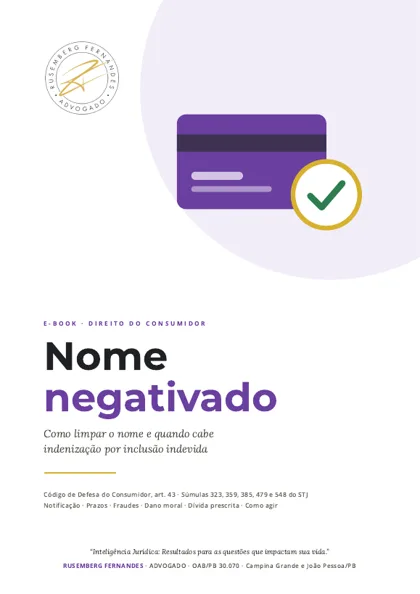 RUSEMBERG FERNANDES
• ADVOGADO •
E-BOOK · DIREITO DO CONSUMIDOR
Nome
negativado
Como limpar o nome e quando cabe
indenização por inclusão indevida
Código de Defesa do Consumidor, art. 43 · Súmulas 323, 359, 385, 479 e 548 do STJ
Notificação · Prazos · Fraudes · Dano moral · Dívida prescrita · Como agir
"Inteligência Jurídica: Resultados para as questões que impactam sua vida."
RUSEMBERG FERNANDES · ADVOGADO · OAB/PB 30.070 · Campina Grande e João Pessoa/PB